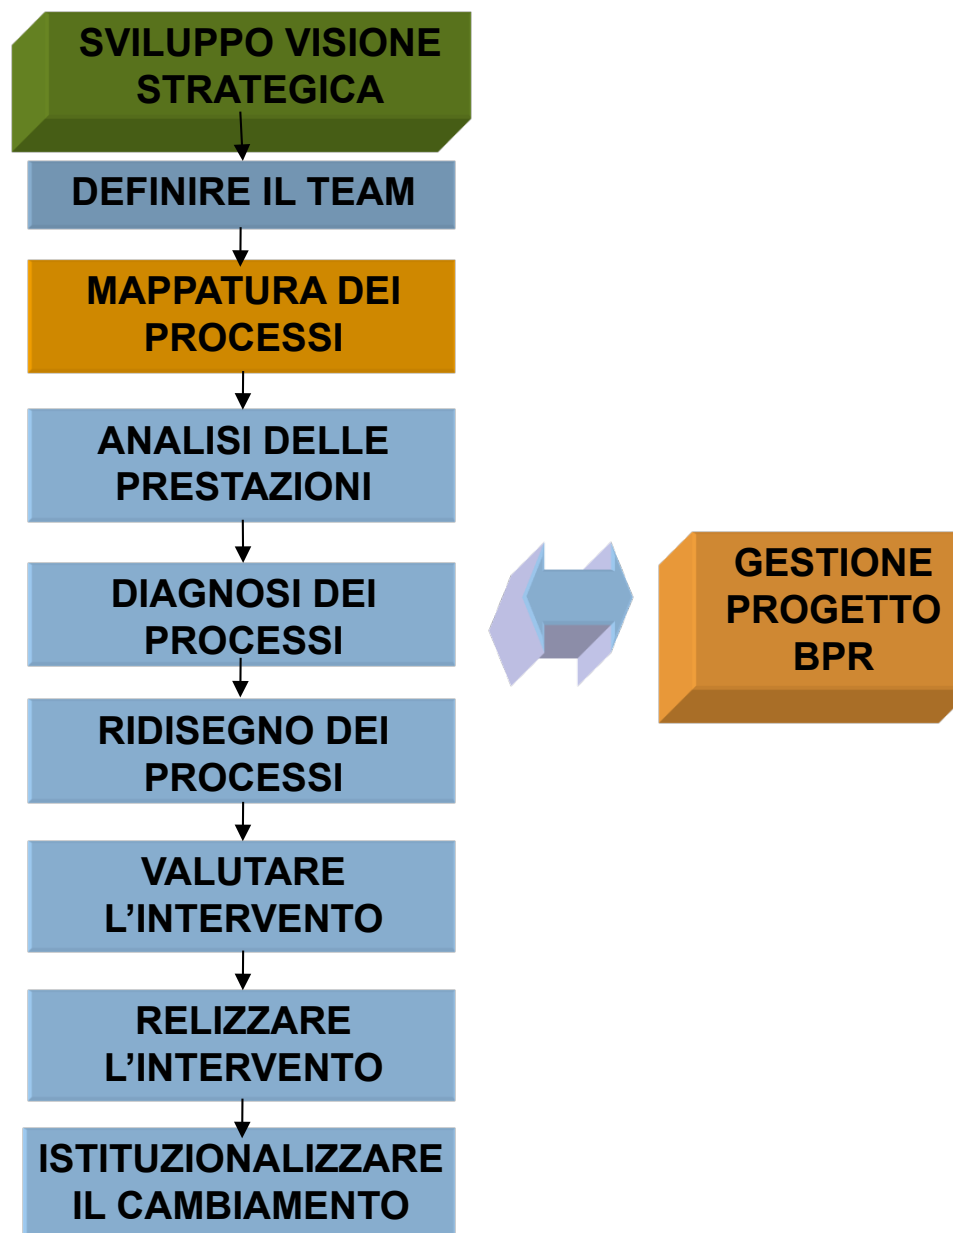 SVILUPPO VISIONE
STRATEGICA
DEFINIRE IL TEAM
MAPPATURA DEI
PROCESSI
ANALISI DELLE
PRESTAZIONI
DIAGNOSI DEI
PROCESSI
RIDISEGNO DEI
PROCESSI
VALUTARE
L’INTERVENTO
RELIZZARE
L’INTERVENTO
ISTITUZIONALIZZARE
IL CAMBIAMENTO
GESTIONE
PROGETTO
BPR